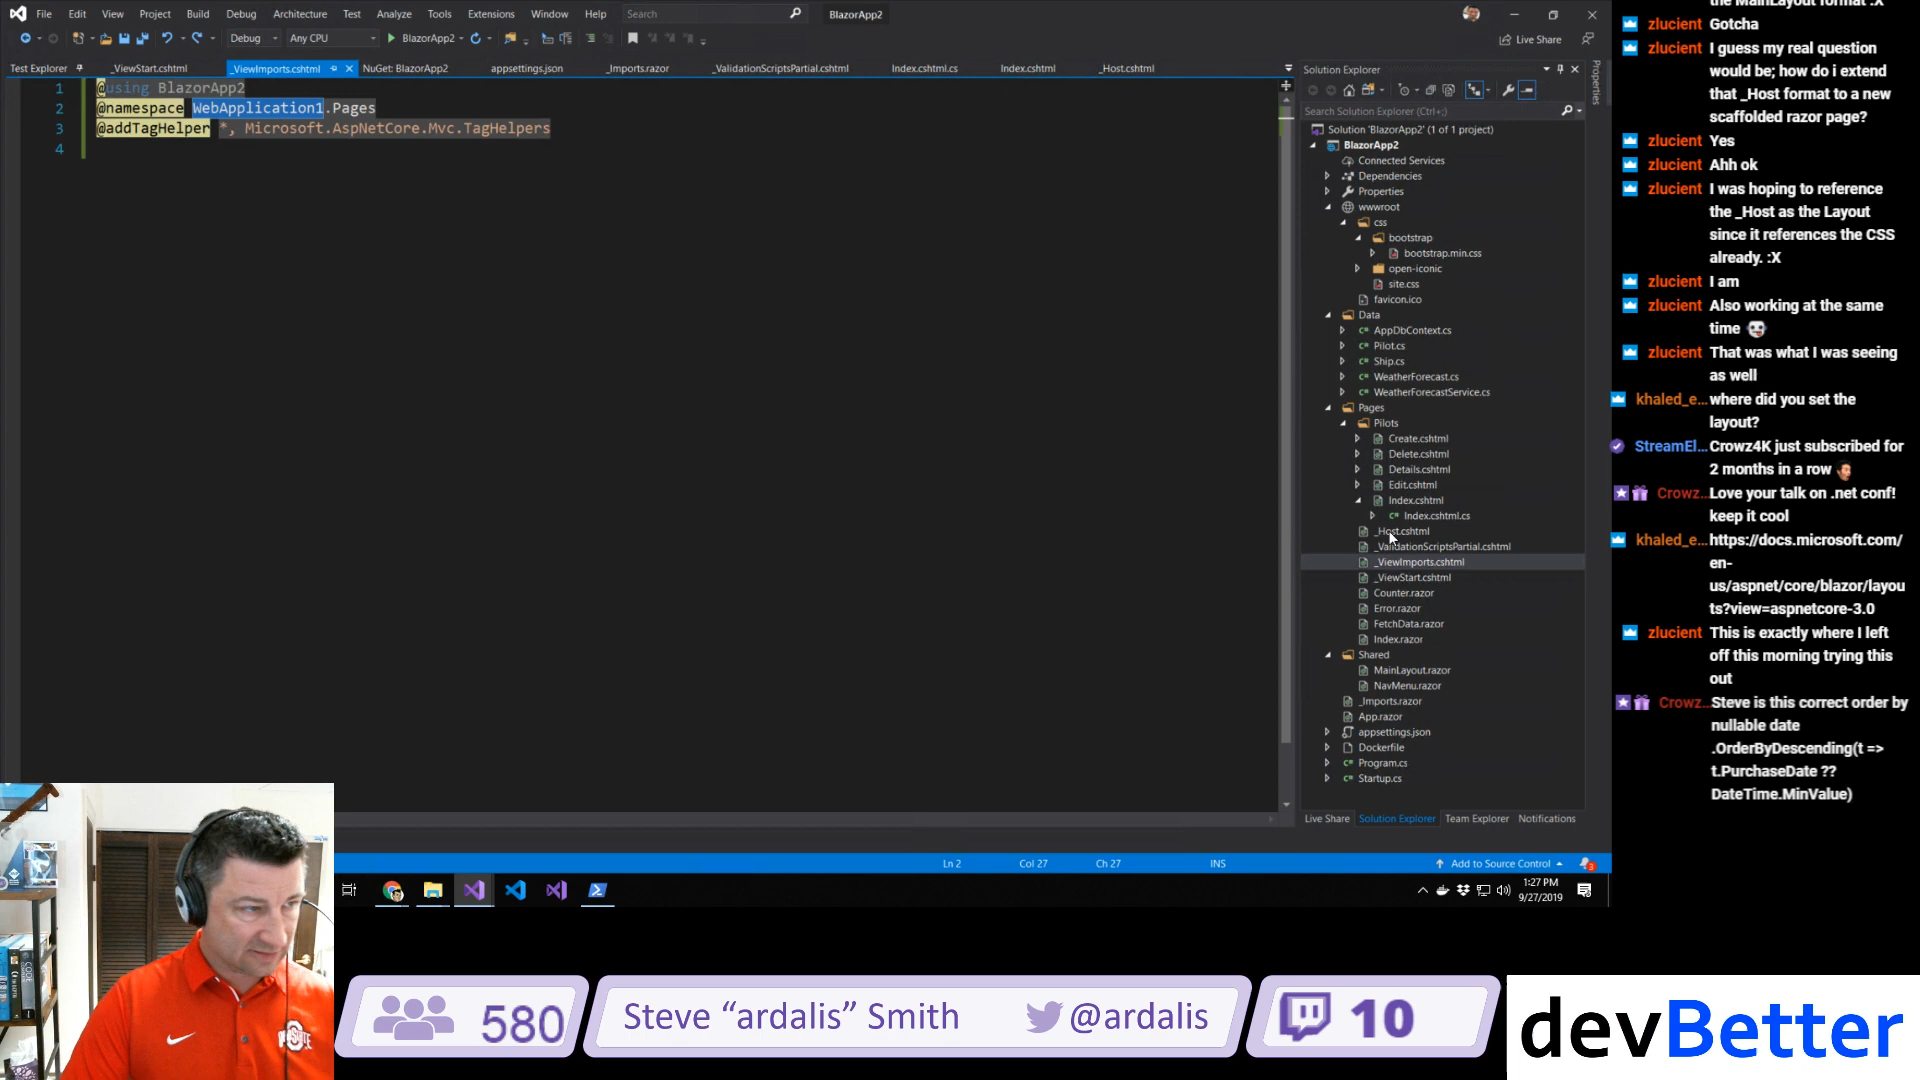 File Edit View Project Build Debug Architecture Test Analyze Tools Extensions Window Help Search BlazorApp2
Debug Any CPU BlazorApp2 Live Share
Test Explorer _ViewStart.cshtml _ViewImports.cshtml NuGet: BlazorApp2 appsettings.json _Imports.razor _ValidationScriptsPartial.cshtml Index.cshtml.cs Index.cshtml _Host.cshtml
1 @using BlazorApp2
2 @namespace WebApplication1.Pages
3 @addTagHelper *, Microsoft.AspNetCore.Mvc.TagHelpers
4
Solution Explorer
Search Solution Explorer (Ctrl+;)
Solution 'BlazorApp2' (1 of 1 project)
BlazorApp2
Connected Services
Dependencies
Properties
wwwroot
css
bootstrap
bootstrap.min.css
open-iconic
site.css
favicon.ico
Data
AppDbContext.cs
Pilot.cs
Ship.cs
WeatherForecast.cs
WeatherForecastService.cs
Pages
Pilots
Create.cshtml
Delete.cshtml
Details.cshtml
Edit.cshtml
Index.cshtml
Index.cshtml.cs
_Host.cshtml
_ValidationScriptsPartial.cshtml
_ViewImports.cshtml
_ViewStart.cshtml
Counter.razor
Error.razor
FetchData.razor
Index.razor
Shared
MainLayout.razor
NavMenu.razor
_Imports.razor
App.razor
appsettings.json
Dockerfile
Program.cs
Startup.cs
Live Share Solution Explorer Team Explorer Notifications
Properties
Ln 2 Col 27 Ch 27 INS Add to Source Control 3
1:27 PM
9/27/2019
the MainLayout format :X
zlucient Gotcha
zlucient I guess my real question
would be; how do i extend
that _Host format to a new
scaffolded razor page?
zlucient Yes
zlucient Ahh ok
zlucient I was hoping to reference
the _Host as the Layout
since it references the CSS
already. :X
zlucient I am
zlucient Also working at the same
time
zlucient That was what I was seeing
as well
khaled_e... where did you set the
layout?
StreamEl... Crowz4K just subscribed for
2 months in a row
Crowz... Love your talk on .net conf!
keep it cool
khaled_e... https://docs.microsoft.com/
en-
us/aspnet/core/blazor/layou
ts?view=aspnetcore-3.0
zlucient This is exactly where I left
off this morning trying this
out
Crowz... Steve is this correct order by
nullable date
.OrderByDescending(t =>
t.PurchaseDate ??
DateTime.MinValue)
580 Steve “ardalis” Smith @ardalis 10 devBetter